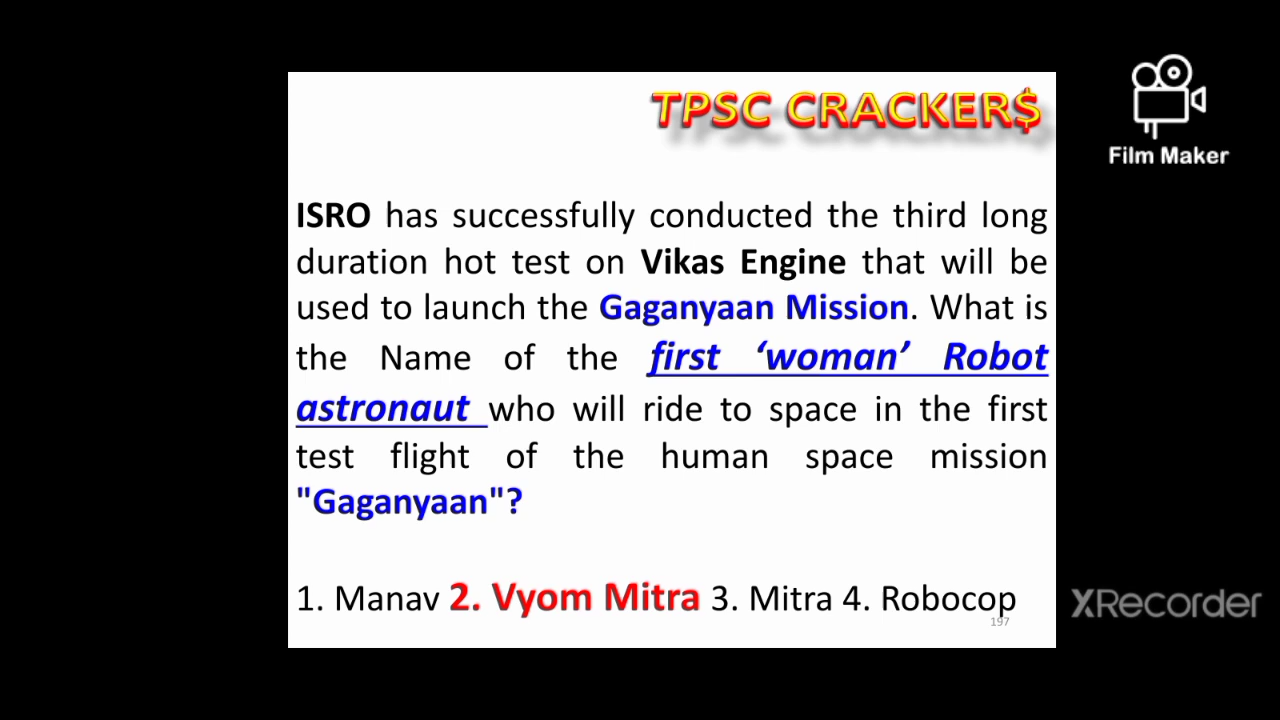 TPSC CRACKER$
Film Maker
ISRO has successfully conducted the third long
duration hot test on Vikas Engine that will be
used to launch the Gaganyaan Mission. What is
the Name of the first ‘woman’ Robot
astronaut who will ride to space in the first
test flight of the human space mission
"Gaganyaan"?
1. Manav 2. Vyom Mitra 3. Mitra 4. Robocop
197
XRecorder